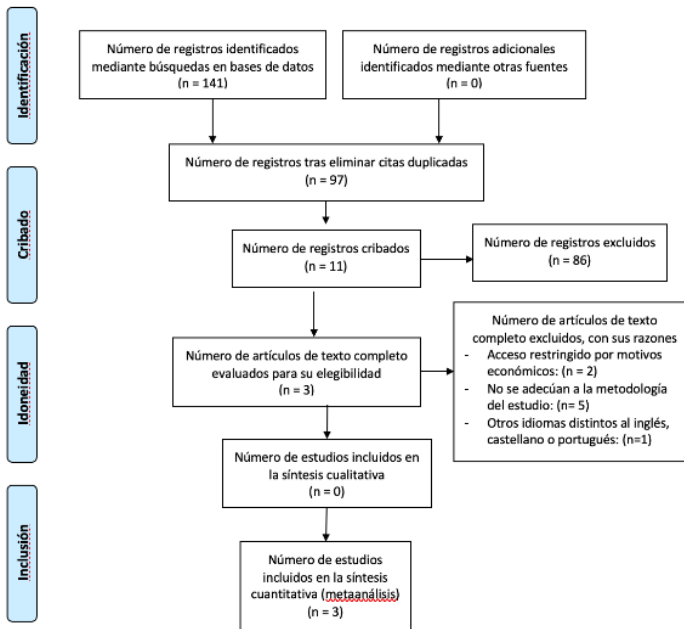 Identificación
Número de registros identificados
mediante búsquedas en bases de datos
(n = 141)
Número de registros adicionales
identificados mediante otras fuentes
(n = 0)
Número de registros tras eliminar citas duplicadas
(n = 97)
Cribado
Número de registros cribados
(n = 11)
Número de registros excluidos
(n = 86)
Idoneidad
Número de artículos de texto completo
evaluados para su elegibilidad
(n = 3)
Número de artículos de texto
completo excluidos, con sus razones
- Acceso restringido por motivos
económicos: (n = 2)
- No se adecúan a la metodología
del estudio: (n= 5)
- Otros idiomas distintos al inglés,
castellano o portugués: (n=1)
Número de estudios incluidos en
la síntesis cualitativa
(n = 0)
Inclusión
Número de estudios
incluidos en la síntesis
cuantitativa (metaanálisis)
(n = 3)